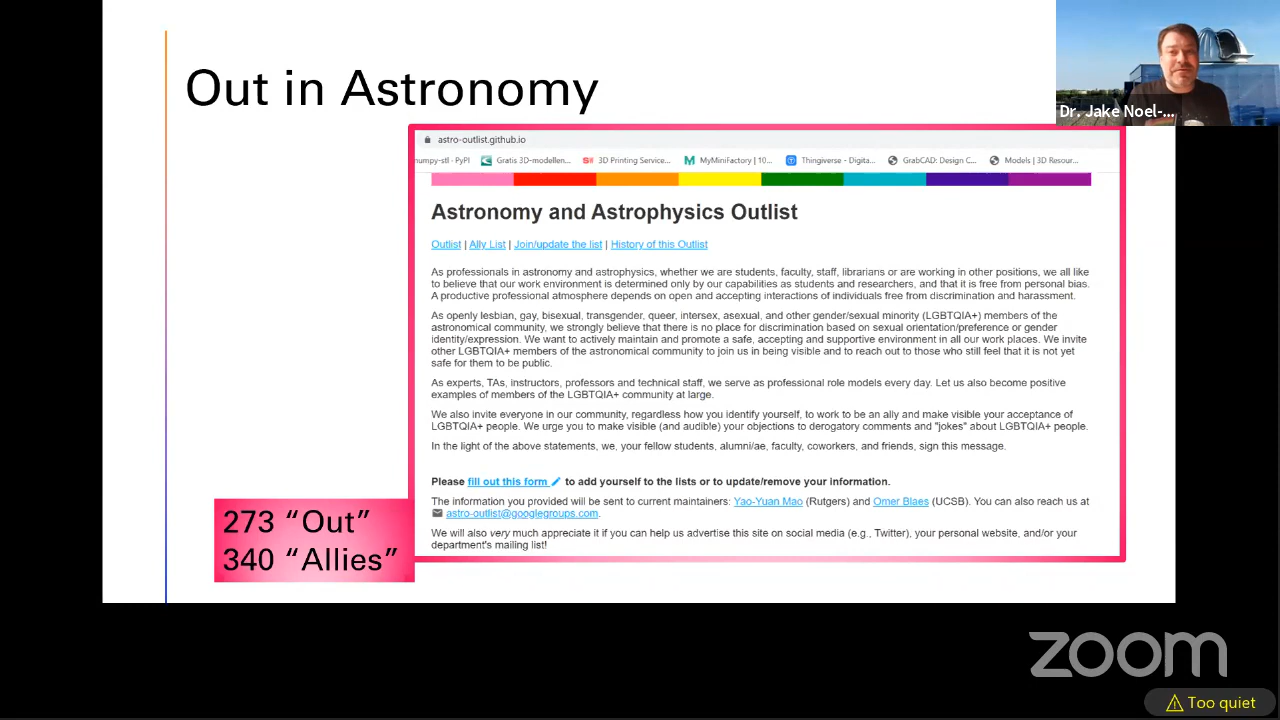 Out in Astronomy
Dr. Jake Noel-...
astro-outlist.github.io
numpy-stl · PyPI
Gratis 3D-modellen...
3D Printing Service...
MyMiniFactory | 10...
Thingiverse - Digita...
GrabCAD: Design C...
Models | 3D Resour...
Astronomy and Astrophysics Outlist
Outlist | Ally List | Join/update the list | History of this Outlist
As professionals in astronomy and astrophysics, whether we are students, faculty, staff, librarians or are working in other positions, we all like
to believe that our work environment is determined only by our capabilities as students and researchers, and that it is free from personal bias.
A productive professional atmosphere depends on open and accepting interactions of individuals free from discrimination and harassment.
As openly lesbian, gay, bisexual, transgender, queer, intersex, asexual, and other gender/sexual minority (LGBTQIA+) members of the
astronomical community, we strongly believe that there is no place for discrimination based on sexual orientation/preference or gender
identity/expression. We want to actively maintain and promote a safe, accepting and supportive environment in all our work places. We invite
other LGBTQIA+ members of the astronomical community to join us in being visible and to reach out to those who still feel that it is not yet
safe for them to be public.
As experts, TAs, instructors, professors and technical staff, we serve as professional role models every day. Let us also become positive
examples of members of the LGBTQIA+ community at large.
We also invite everyone in our community, regardless how you identify yourself, to work to be an ally and make visible your acceptance of
LGBTQIA+ people. We urge you to make visible (and audible) your objections to derogatory comments and "jokes" about LGBTQIA+ people.
In the light of the above statements, we, your fellow students, alumni/ae, faculty, coworkers, and friends, sign this message.
Please fill out this form to add yourself to the lists or to update/remove your information.
The information you provided will be sent to current maintainers: Yao-Yuan Mao (Rutgers) and Omer Blaes (UCSB). You can also reach us at
astro-outlist@googlegroups.com.
We will also very much appreciate it if you can help us advertise this site on social media (e.g., Twitter), your personal website, and/or your
department's mailing list!
273 “Out”
340 “Allies”
zoom
Too quiet